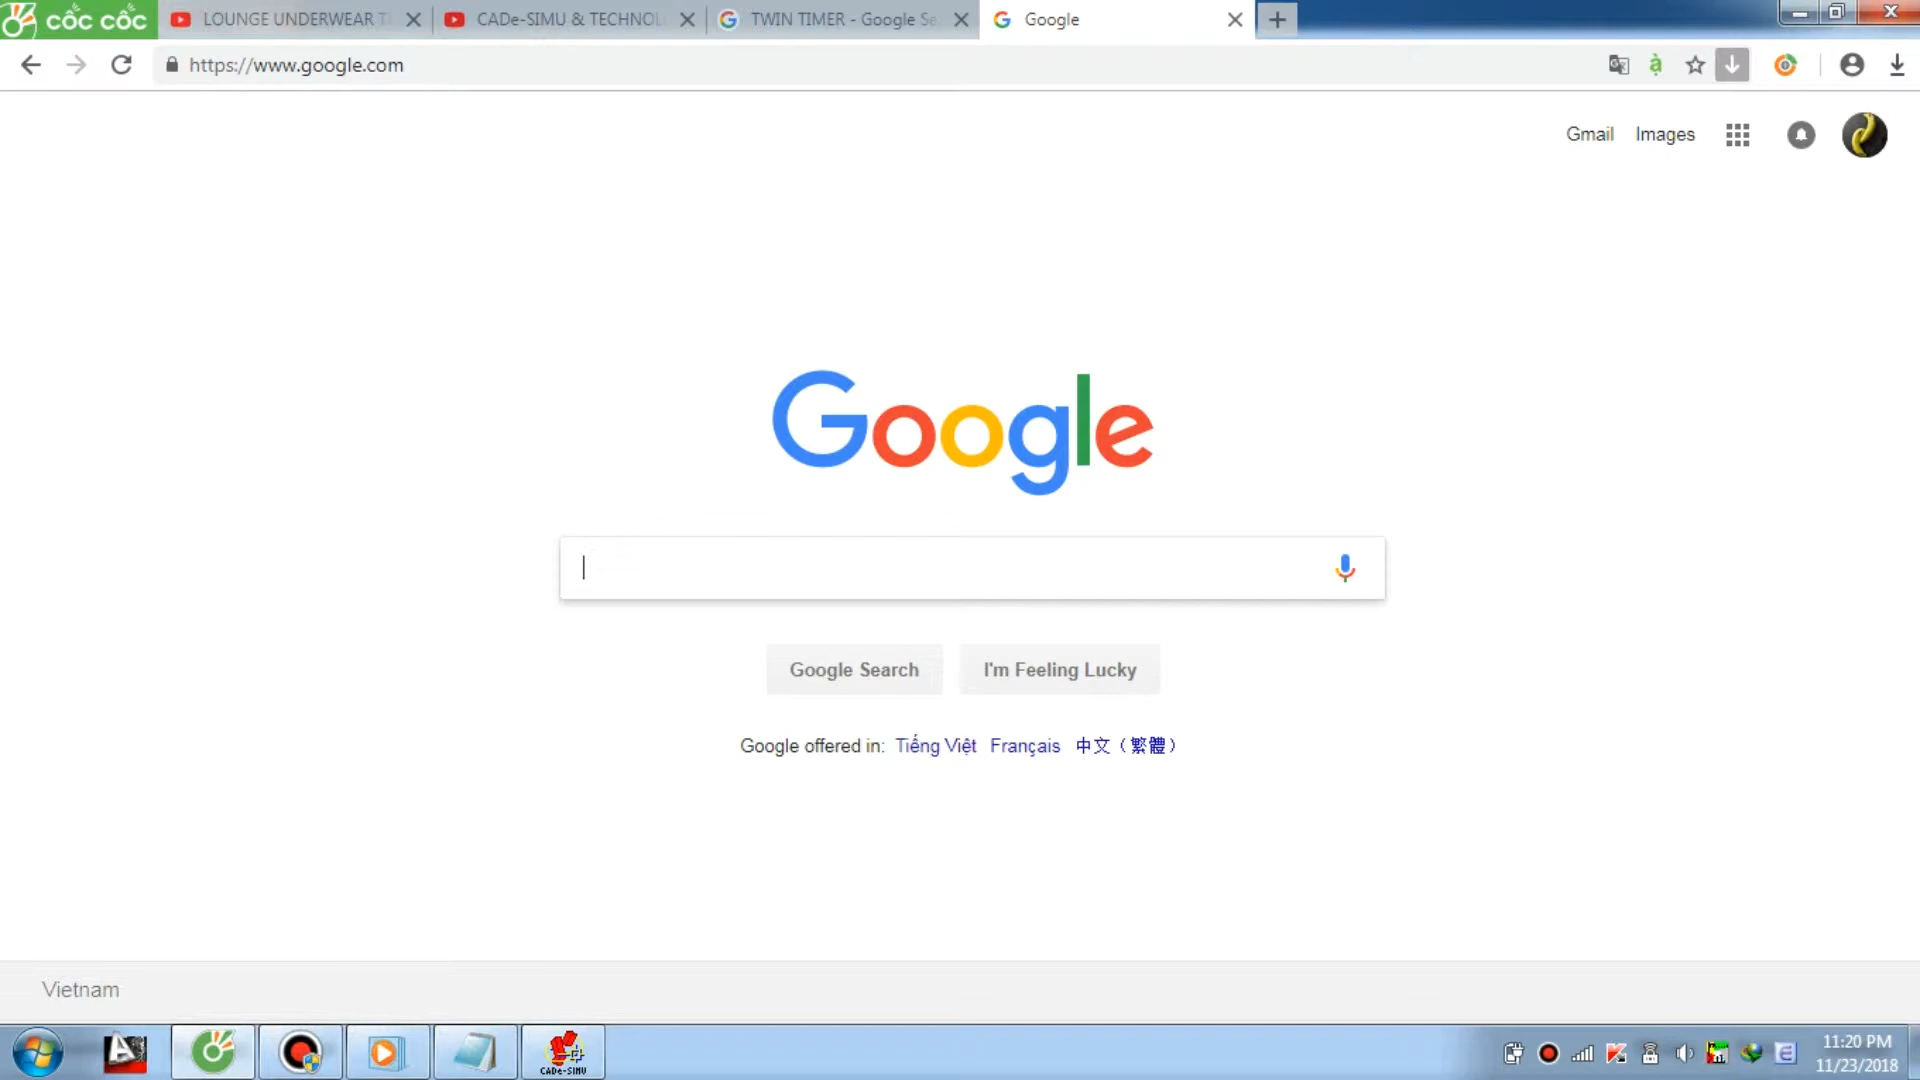 cốc cốc
LOUNGE UNDERWEAR T
CADe-SIMU & TECHNOL
TWIN TIMER - Google Se
Google
https://www.google.com
Gmail Images
Google
Google Search
I'm Feeling Lucky
Google offered in: Tiếng Việt Français 中文（繁體）
Vietnam
CADe-SIMU
11:20 PM
11/23/2018